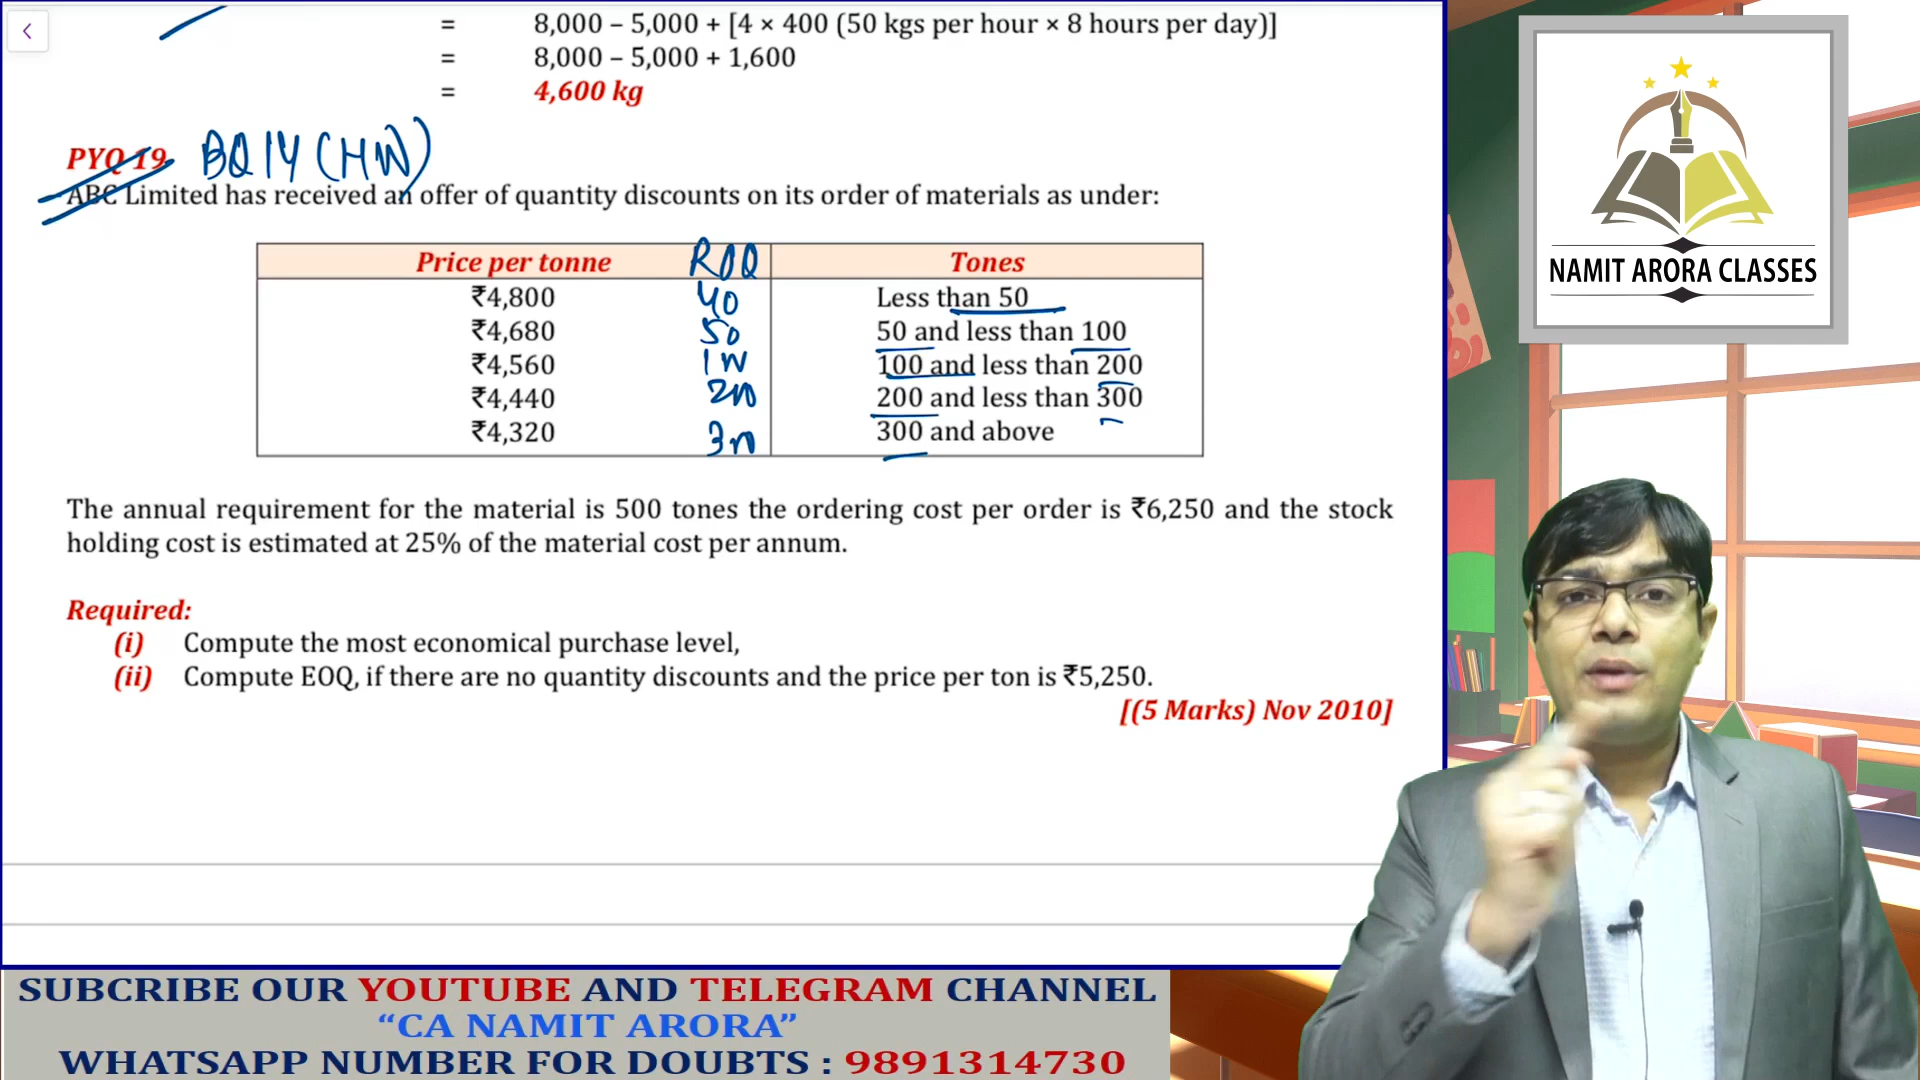 = 8,000 – 5,000 + [4 × 400 (50 kgs per hour × 8 hours per day)]
= 8,000 – 5,000 + 1,600
= 4,600 kg
PYQ 19 BQ 14 (HW)
ABC Limited has received an offer of quantity discounts on its order of materials as under:
Price per tonne ROQ Tones
₹4,800 40 Less than 50
₹4,680 50 50 and less than 100
₹4,560 100 100 and less than 200
₹4,440 200 200 and less than 300
₹4,320 300 300 and above
The annual requirement for the material is 500 tones the ordering cost per order is ₹6,250 and the stock
holding cost is estimated at 25% of the material cost per annum.
Required:
(i) Compute the most economical purchase level,
(ii) Compute EOQ, if there are no quantity discounts and the price per ton is ₹5,250.
[(5 Marks) Nov 2010]
NAMIT ARORA CLASSES
SUBCRIBE OUR YOUTUBE AND TELEGRAM CHANNEL
“CA NAMIT ARORA”
WHATSAPP NUMBER FOR DOUBTS : 9891314730